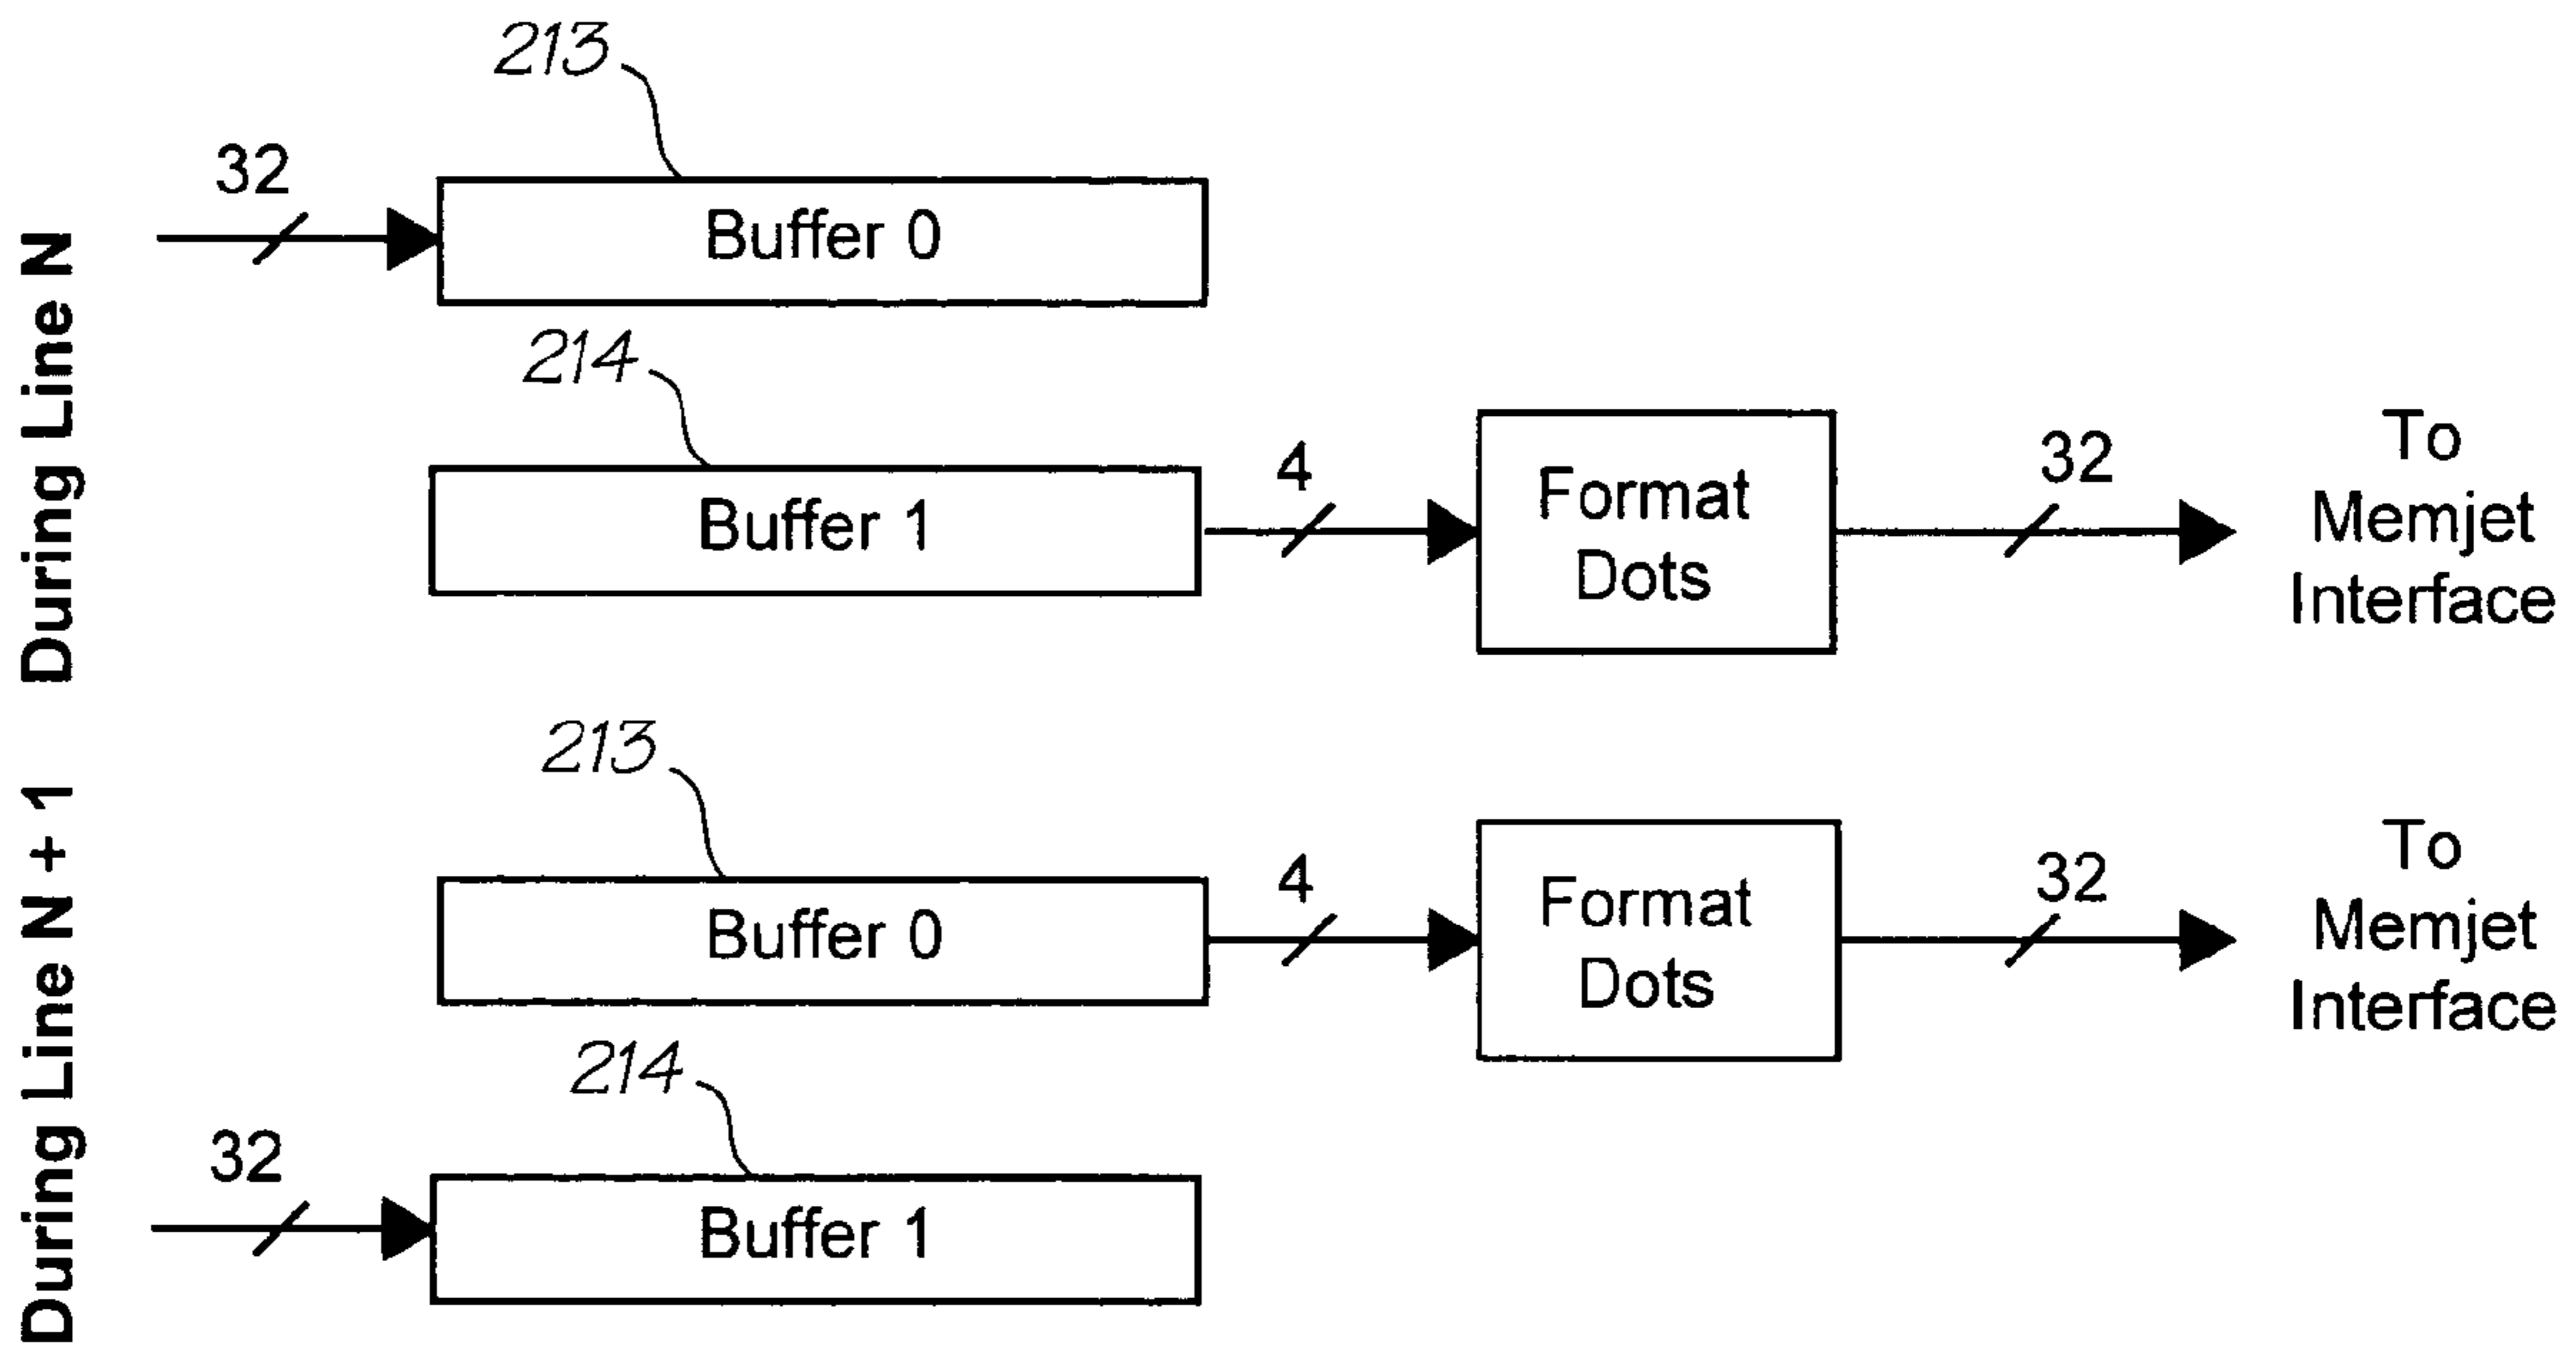 During Line N
213
32
Buffer 0
214
Buffer 1
4
Format
Dots
32
To
Memjet
Interface
During Line N + 1
213
Buffer 0
4
Format
Dots
32
To
Memjet
Interface
214
32
Buffer 1